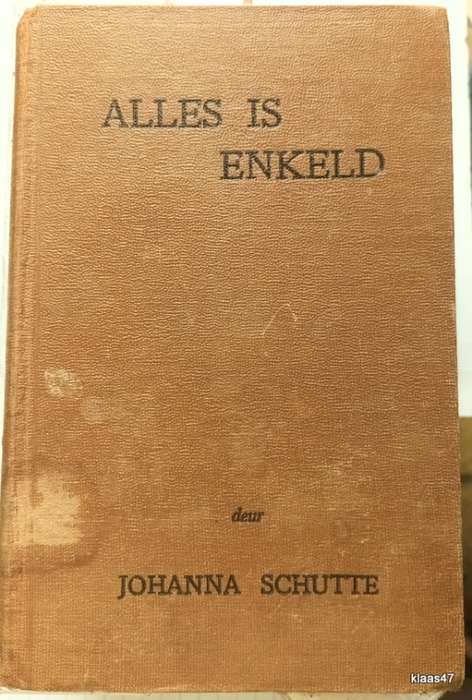 ALLES IS
ENKELD
deur
JOHANNA SCHUTTE
klaas47